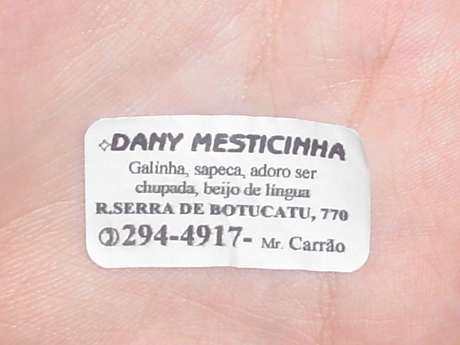 DANY MESTICINHA
Galinha, sapeca, adoro ser
chupada, beijo de língua
R.SERRA DE BOTUCATU, 770
294-4917- Mr. Carrão